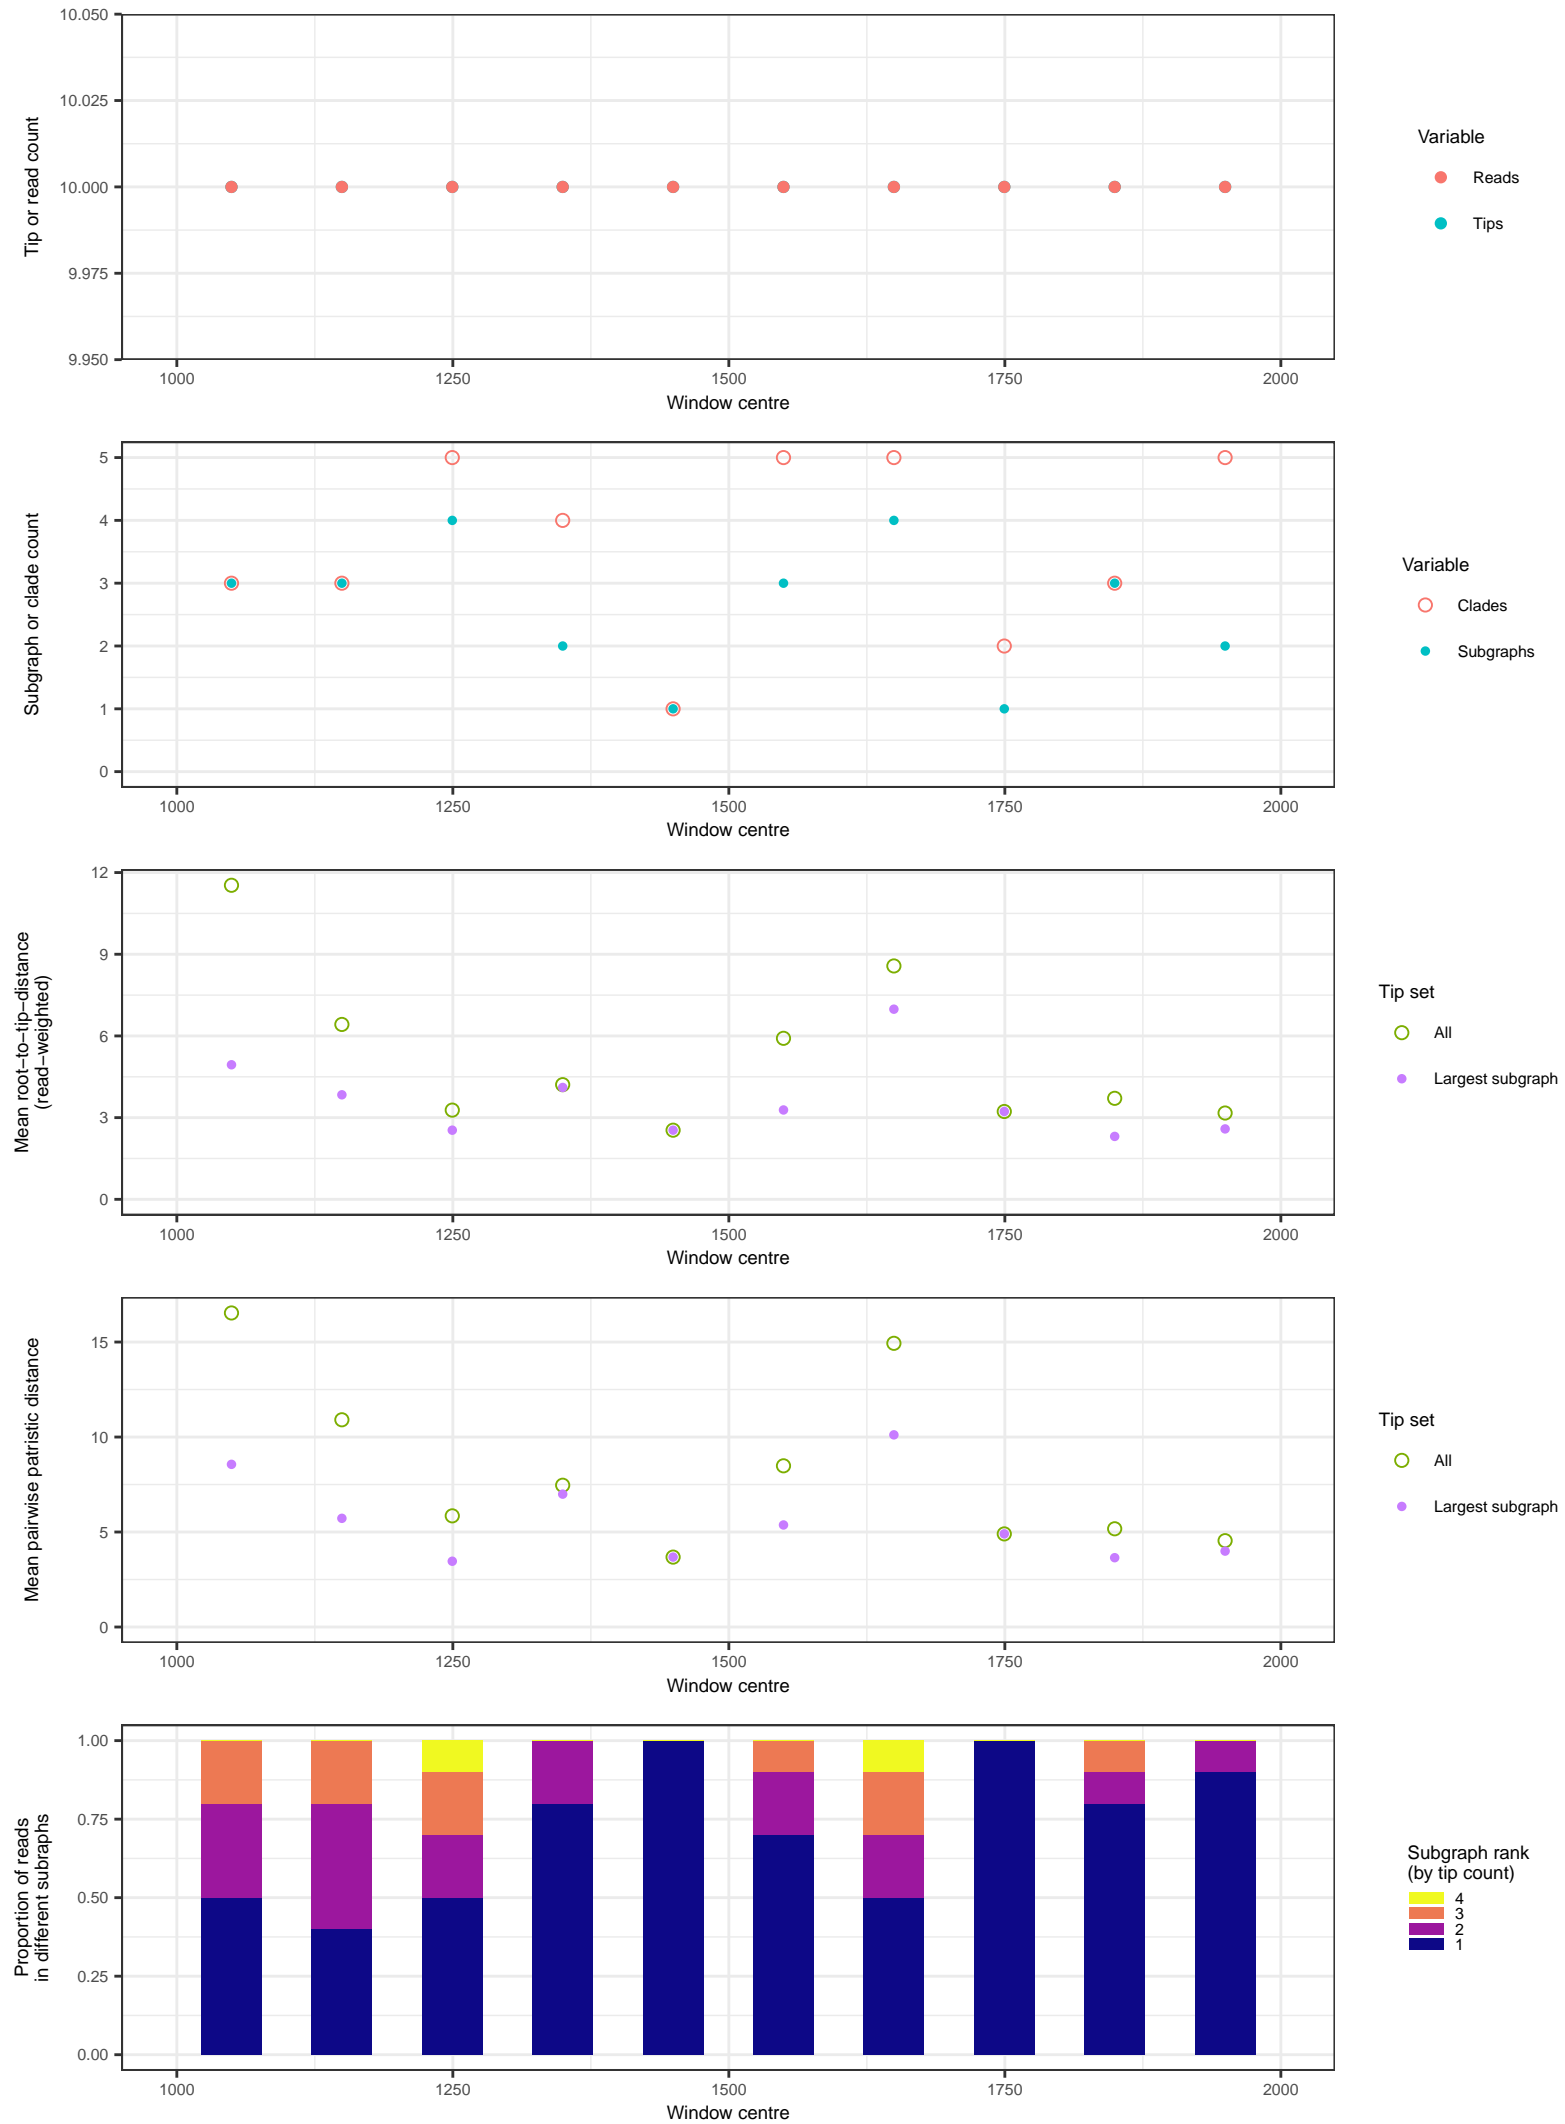 10.050
10.025
10.000
9.975
9.950
Tip or read count
1000 1250 1500 1750 2000
Window centre
Variable
Reads
Tips
5
4
3
2
1
0
Subgraph or clade count
1000 1250 1500 1750 2000
Window centre
Variable
Clades
Subgraphs
12
9
6
3
0
Mean root−to−tip−distance
(read−weighted)
1000 1250 1500 1750 2000
Window centre
Tip set
All
Largest subgraph
15
10
5
0
Mean pairwise patristic distance
1000 1250 1500 1750 2000
Window centre
Tip set
All
Largest subgraph
1.00
0.75
0.50
0.25
0.00
Proportion of reads
in different subraphs
1000 1250 1500 1750 2000
Window centre
Subgraph rank
(by tip count)
4
3
2
1